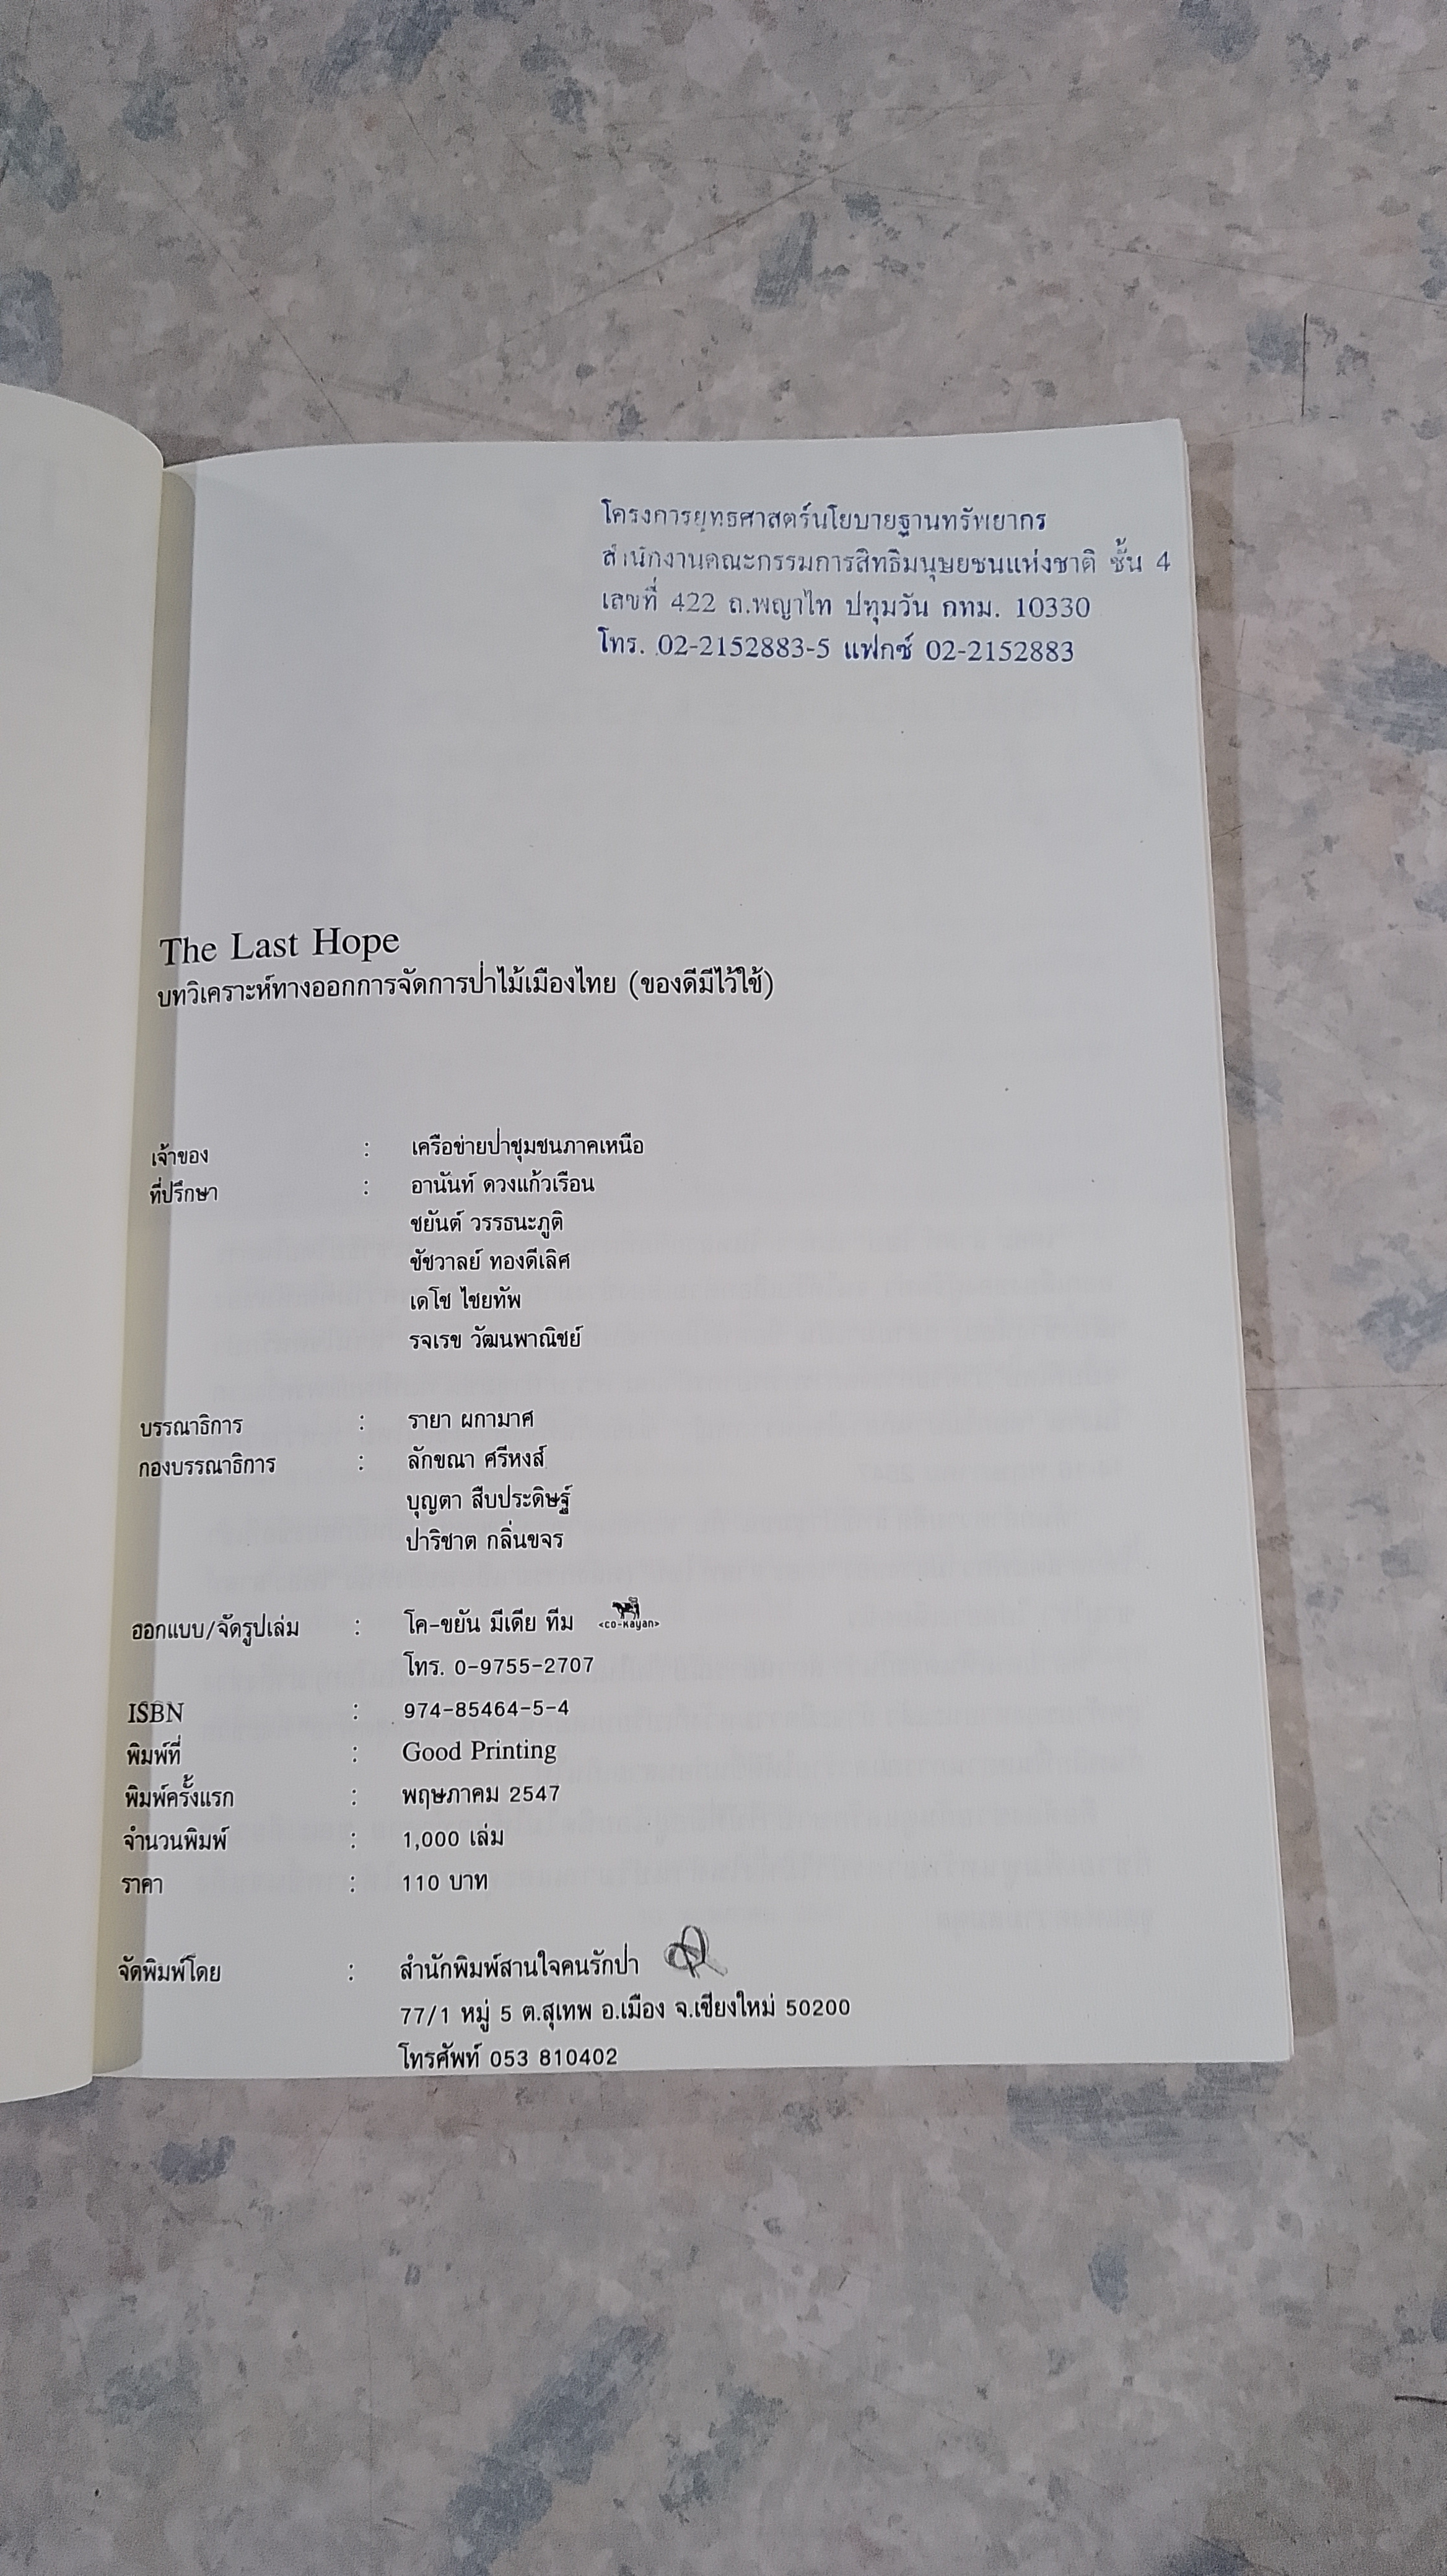 โครงการยุทธศาสตร์นโยบายฐานทรัพยากร
สำนักงานคณะกรรมการสิทธิมนุษยชนแห่งชาติ ชั้น 4
เลขที่ 422 ถ.พญาไท ปทุมวัน กทม. 10330
โทร. 02-2152883-5 แฟกซ์ 02-2152883
The Last Hope
บทวิเคราะห์ทางออกการจัดการป่าไม้เมืองไทย (ของดีมีไว้ใช้)
เจ้าของ : เครือข่ายป่าชุมชนภาคเหนือ
ที่ปรึกษา : อานันท์ ดวงแก้วเรือน
ชยันต์ วรรธนะภูติ
ชัชวาลย์ ทองดีเลิศ
เดโช ไชยทัพ
รจเรข วัฒนพาณิชย์
บรรณาธิการ : รายา ผกามาศ
กองบรรณาธิการ : ลักขณา ศรีหงส์
บุญตา สืบประดิษฐ์
ปาริชาต กลิ่นขจร
ออกแบบ/จัดรูปเล่ม : โค-ขยัน มีเดีย ทีม <co-kayan>
โทร. 0-9755-2707
ISBN : 974-85464-5-4
พิมพ์ที่ : Good Printing
พิมพ์ครั้งแรก : พฤษภาคม 2547
จำนวนพิมพ์ : 1,000 เล่ม
ราคา : 110 บาท
จัดพิมพ์โดย : สำนักพิมพ์สานใจคนรักป่า
77/1 หมู่ 5 ต.สุเทพ อ.เมือง จ.เชียงใหม่ 50200
โทรศัพท์ 053 810402